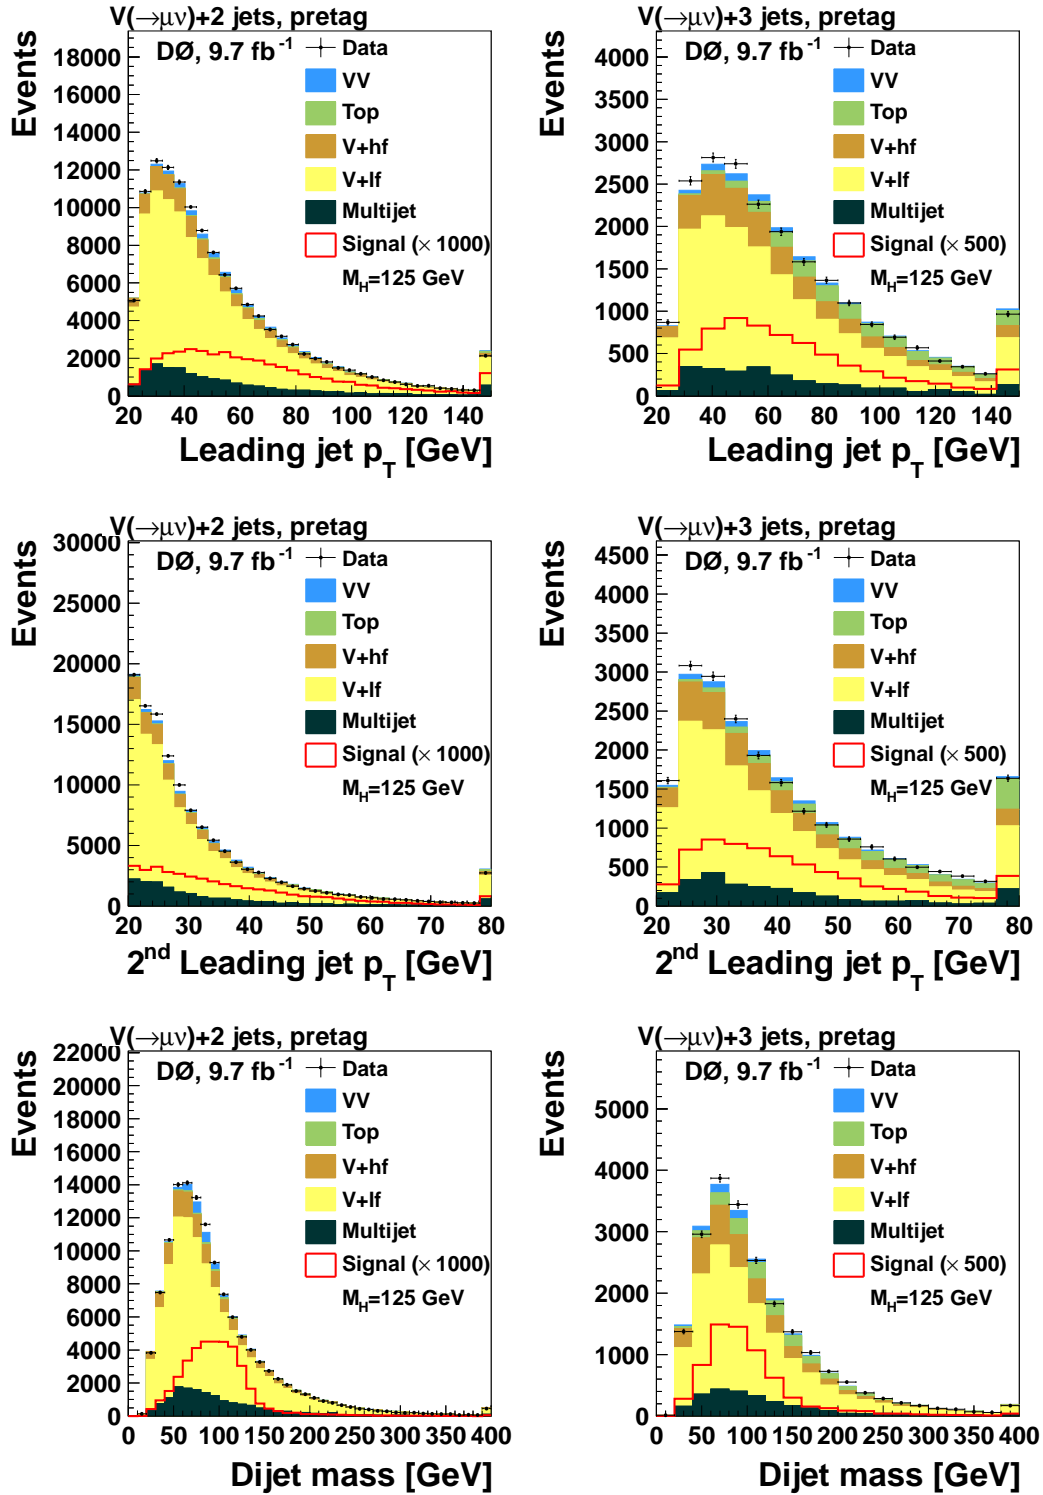 V(→μν)+2 jets, pretag
Events
DØ, 9.7 fb⁻¹
Data
VV
Top
V+hf
V+lf
Multijet
Signal (× 1000)
M_H=125 GeV
18000
16000
14000
12000
10000
8000
6000
4000
2000
0
20 40 60 80 100 120 140
Leading jet p_T [GeV]
V(→μν)+3 jets, pretag
Events
DØ, 9.7 fb⁻¹
Data
VV
Top
V+hf
V+lf
Multijet
Signal (× 500)
M_H=125 GeV
4000
3500
3000
2500
2000
1500
1000
500
0
20 40 60 80 100 120 140
Leading jet p_T [GeV]
V(→μν)+2 jets, pretag
Events
DØ, 9.7 fb⁻¹
Data
VV
Top
V+hf
V+lf
Multijet
Signal (× 1000)
M_H=125 GeV
30000
25000
20000
15000
10000
5000
0
20 30 40 50 60 70 80
2ⁿᵈ Leading jet p_T [GeV]
V(→μν)+3 jets, pretag
Events
DØ, 9.7 fb⁻¹
Data
VV
Top
V+hf
V+lf
Multijet
Signal (× 500)
M_H=125 GeV
4500
4000
3500
3000
2500
2000
1500
1000
500
0
20 30 40 50 60 70 80
2ⁿᵈ Leading jet p_T [GeV]
V(→μν)+2 jets, pretag
Events
DØ, 9.7 fb⁻¹
Data
VV
Top
V+hf
V+lf
Multijet
Signal (× 1000)
M_H=125 GeV
22000
20000
18000
16000
14000
12000
10000
8000
6000
4000
2000
0
0 50 100 150 200 250 300 350 400
Dijet mass [GeV]
V(→μν)+3 jets, pretag
Events
DØ, 9.7 fb⁻¹
Data
VV
Top
V+hf
V+lf
Multijet
Signal (× 500)
M_H=125 GeV
5000
4000
3000
2000
1000
0
0 50 100 150 200 250 300 350 400
Dijet mass [GeV]